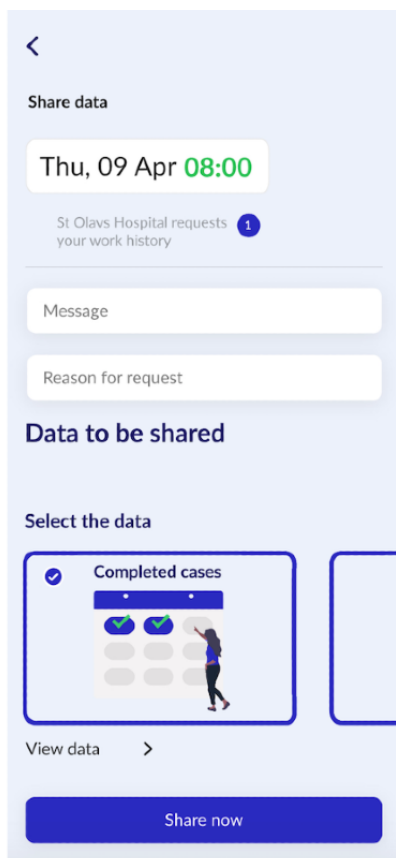 Share data
Thu, 09 Apr 08:00
St Olavs Hospital requests 1
your work history
Message
Reason for request
Data to be shared
Select the data
Completed cases
View data
Share now